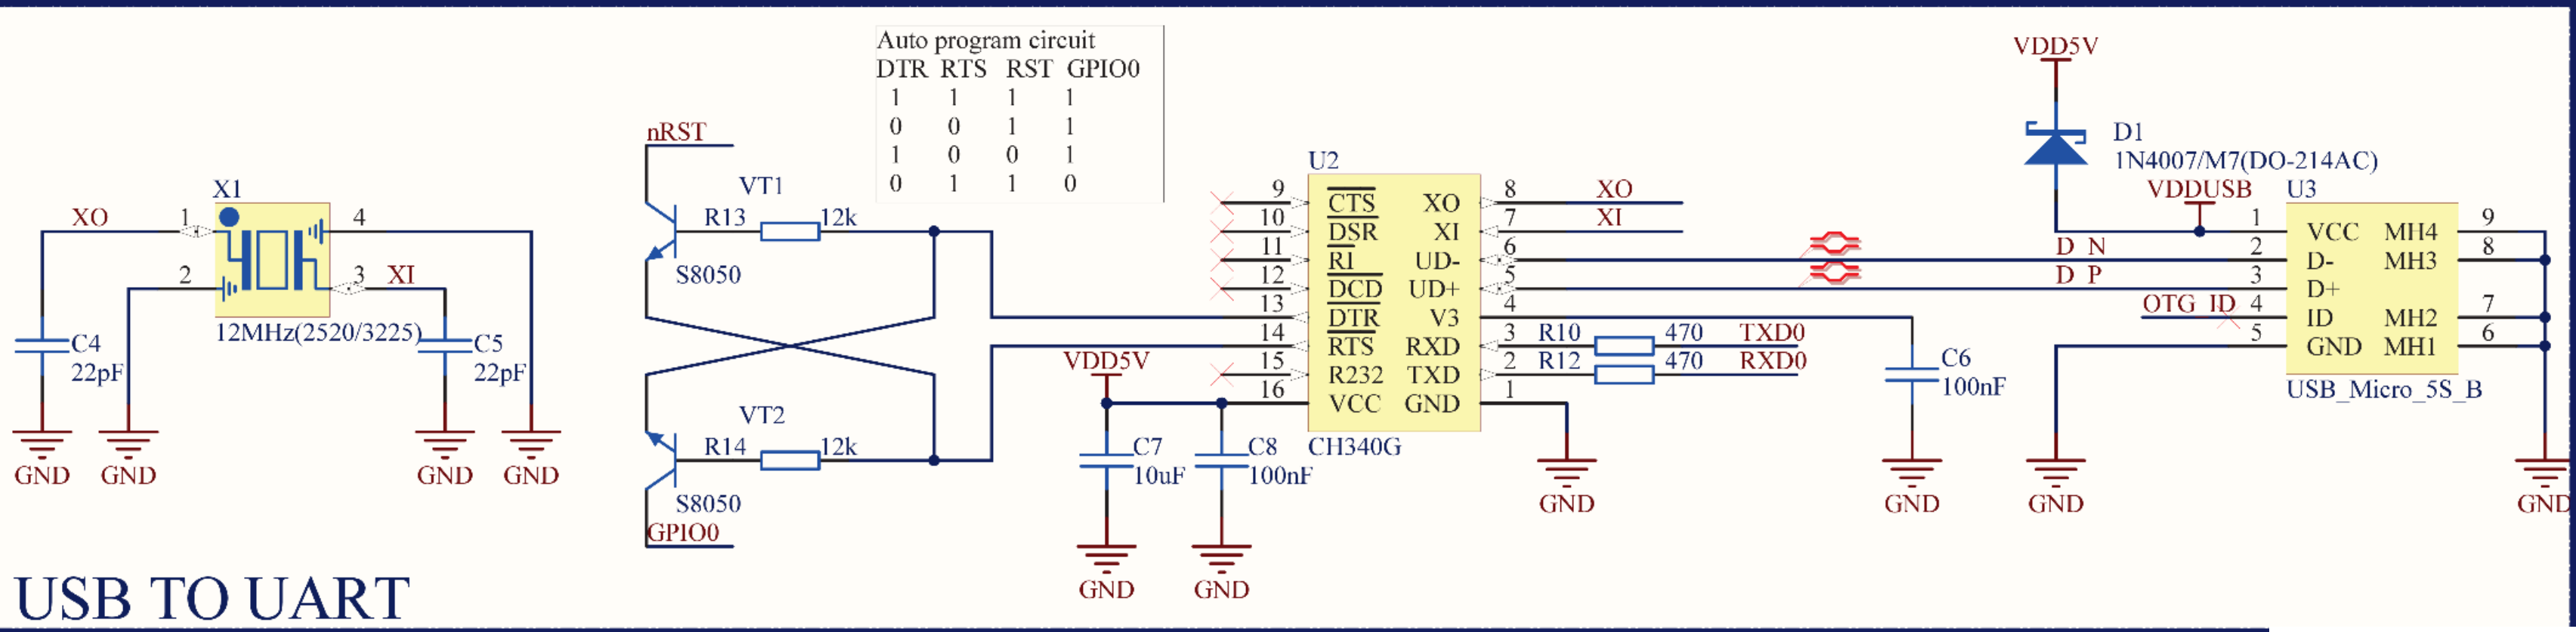 Auto program circuit
DTR RTS RST GPIO0
1 1 1 1
0 0 1 1
1 0 0 1
0 1 1 0
X1
XO 1 4
2 3 XI
12MHz(2520/3225)
C4
22pF
C5
22pF
GND GND GND GND
nRST
VT1
R13 12k
S8050
VT2
R14 12k
S8050
GPIO0
VDD5V
C7
10uF
C8
100nF
GND GND
U2
9 CTS XO 8 XO
10 DSR XI 7 XI
11 RI UD- 6
12 DCD UD+ 5
13 DTR V3 4
14 RTS RXD 3 R10 470 TXD0
15 R232 TXD 2 R12 470 RXD0
16 VCC GND 1
CH340G
GND
C6
100nF
GND
VDD5V
D1
1N4007/M7(DO-214AC)
VDDUSB
U3
1 VCC MH4 9
D_N 2 D- MH3 8
D_P 3 D+
OTG_ID 4 ID MH2 7
5 GND MH1 6
USB_Micro_5S_B
GND
GND
USB TO UART